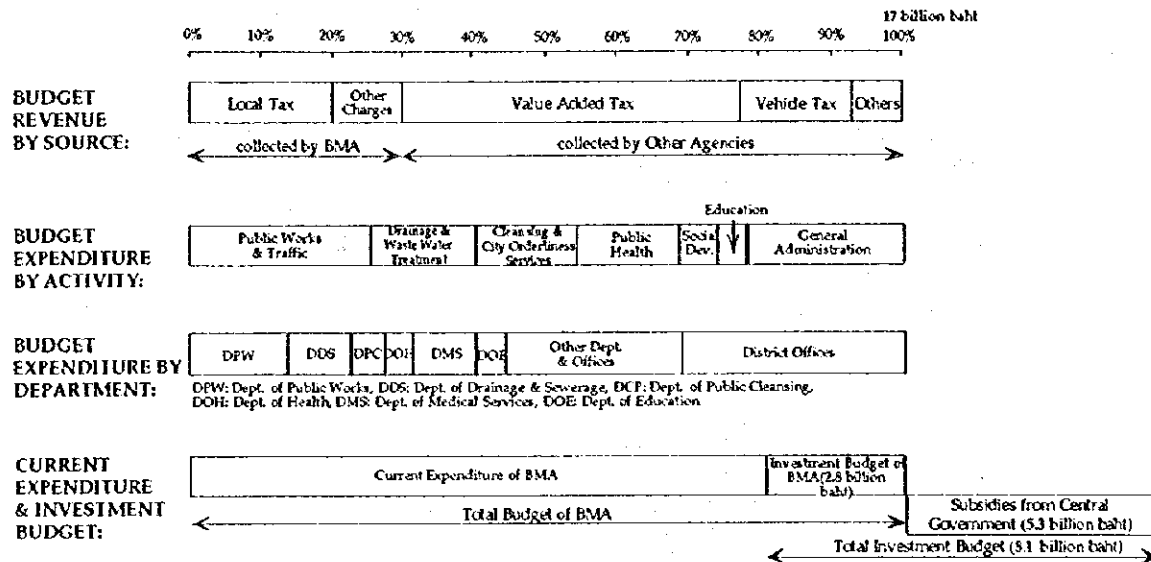 17 billion baht
0% 10% 20% 30% 40% 50% 60% 70% 80% 90% 100%
BUDGET
REVENUE
BY SOURCE:
Local Tax
Other
Charges
Value Added Tax
Vehicle Tax
Others
collected by BMA
collected by Other Agencies
Education
BUDGET
EXPENDITURE
BY ACTIVITY:
Public Works
& Traffic
Drainage &
Waste Water
Treatment
Cleansing &
City Orderliness
Services
Public
Health
Social
Dev.
General
Administration
BUDGET
EXPENDITURE BY
DEPARTMENT:
DPW
DDS
DPC
DOH
DMS
DOE
Other Dept.
& Offices
District Offices
DPW: Dept. of Public Works, DDS: Dept. of Drainage & Sewerage, DCP: Dept. of Public Cleansing,
DOH: Dept. of Health, DMS: Dept. of Medical Services, DOE: Dept. of Education
CURRENT
EXPENDITURE
& INVESTMENT
BUDGET:
Current Expenditure of BMA
Investment Budget of
BMA(2.8 billion
baht)
Total Budget of BMA
Subsidies from Central
Government (5.3 billion baht)
Total Investment Budget (8.1 billion baht)